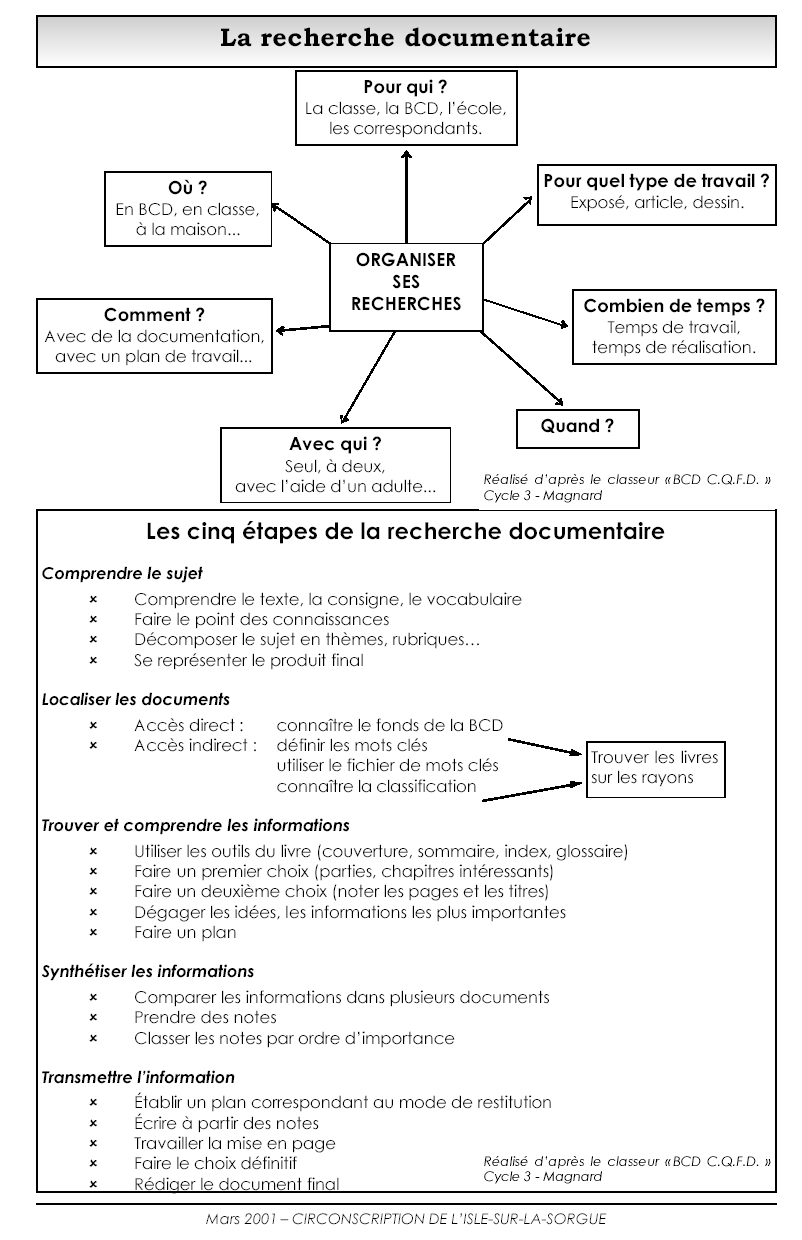 La recherche documentaire
Pour qui ?
La classe, la BCD, l'école,
les correspondants.
Où ?
En BCD, en classe,
à la maison...
Pour quel type de travail ?
Exposé, article, dessin.
ORGANISER
SES
RECHERCHES
Comment ?
Avec de la documentation,
avec un plan de travail...
Combien de temps ?
Temps de travail,
temps de réalisation.
Avec qui ?
Seul, à deux,
avec l'aide d'un adulte...
Quand ?
Réalisé d'après le classeur «BCD C.Q.F.D. »
Cycle 3 - Magnard
Les cinq étapes de la recherche documentaire
Comprendre le sujet
Comprendre le texte, la consigne, le vocabulaire
Faire le point des connaissances
Décomposer le sujet en thèmes, rubriques…
Se représenter le produit final
Localiser les documents
Accès direct : connaître le fonds de la BCD
Accès indirect : définir les mots clés
utiliser le fichier de mots clés
connaître la classification
Trouver les livres
sur les rayons
Trouver et comprendre les informations
Utiliser les outils du livre (couverture, sommaire, index, glossaire)
Faire un premier choix (parties, chapitres intéressants)
Faire un deuxième choix (noter les pages et les titres)
Dégager les idées, les informations les plus importantes
Faire un plan
Synthétiser les informations
Comparer les informations dans plusieurs documents
Prendre des notes
Classer les notes par ordre d'importance
Transmettre l'information
Établir un plan correspondant au mode de restitution
Écrire à partir des notes
Travailler la mise en page
Faire le choix définitif
Rédiger le document final
Réalisé d'après le classeur «BCD C.Q.F.D. »
Cycle 3 - Magnard
Mars 2001 – CIRCONSCRIPTION DE L'ISLE-SUR-LA-SORGUE